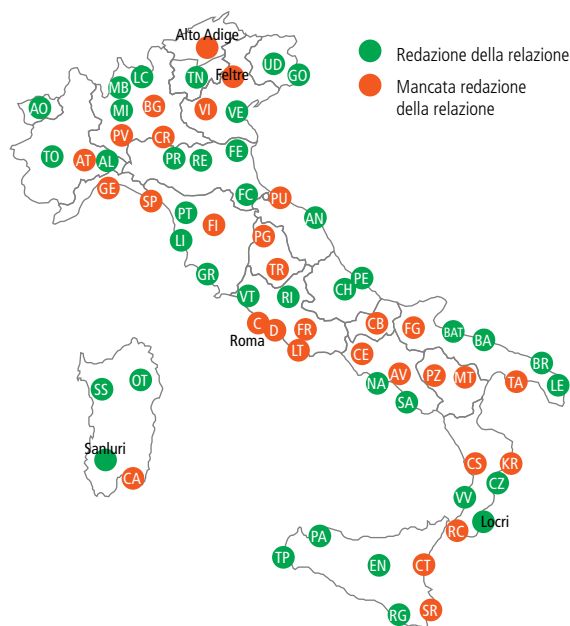 Alto Adige
Redazione della relazione
Mancata redazione
della relazione
LC
TN
Feltre
UD
GO
MB
AO
MI
BG
VI
VE
PV
CR
TO
AT
AL
PR
RE
FE
GE
SP
FC
PU
PT
FI
AN
LI
PG
GR
TR
PE
CH
VT
RI
C
D
FR
Roma
LT
CB
FG
BAT
BA
CE
NA
AV
PZ
MT
TA
BR
LE
SA
SS
OT
Sanluri
CA
CS
KR
CZ
VV
Locri
RC
PA
TP
EN
CT
RG
SR